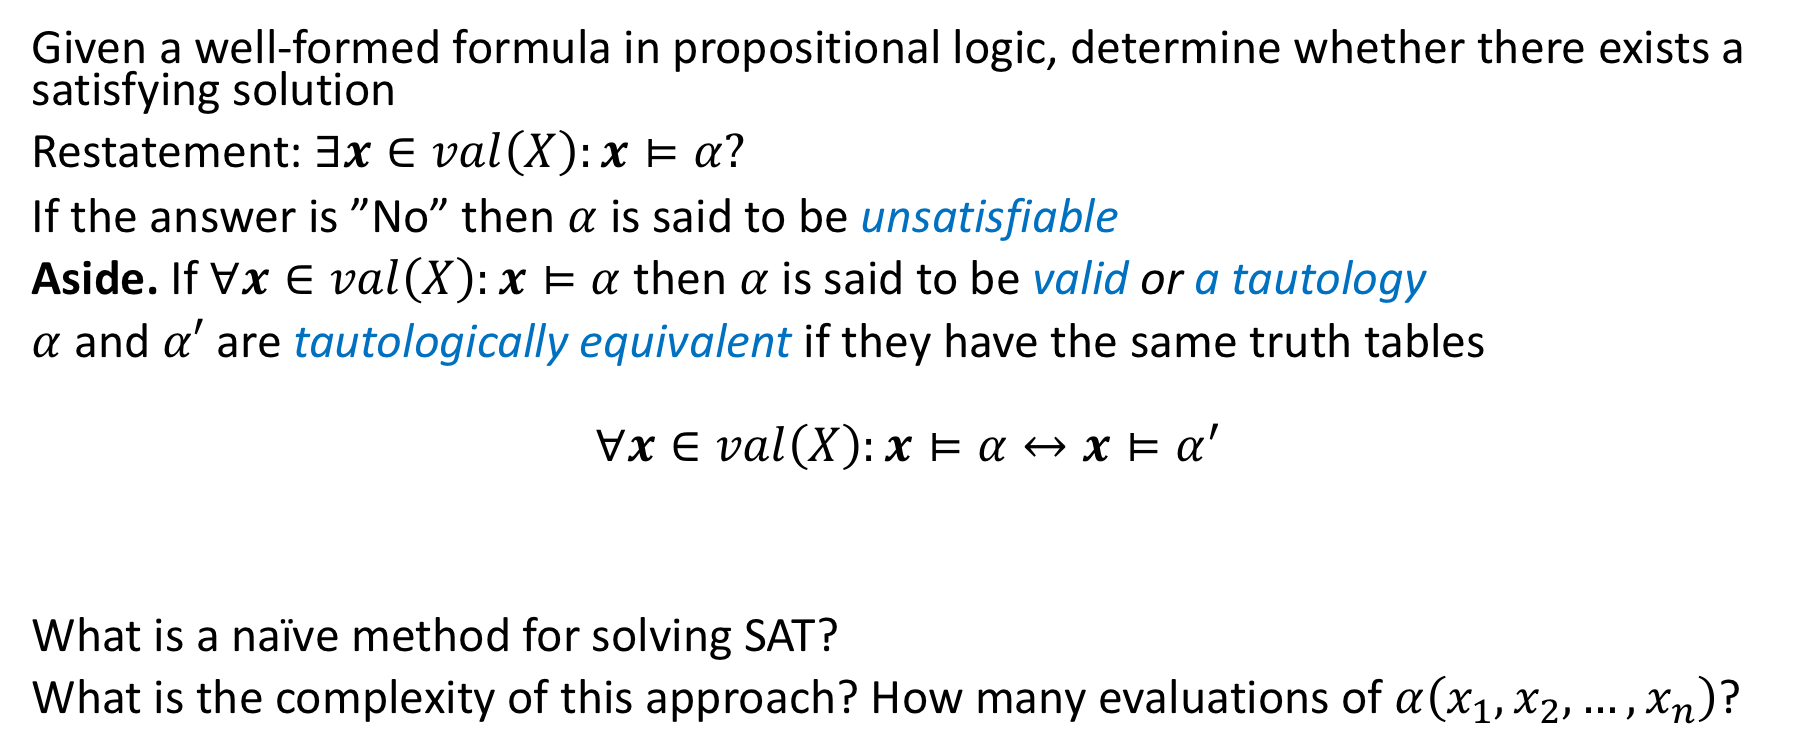 Given a well-formed formula in propositional logic, determine whether there exists a
satisfying solution
Restatement: ∃𝒙 ∈ 𝑣𝑎𝑙(𝑋): 𝒙 ⊨ 𝛼?
If the answer is ”No” then 𝛼 is said to be unsatisfiable
Aside. If ∀𝒙 ∈ 𝑣𝑎𝑙(𝑋): 𝒙 ⊨ 𝛼 then 𝛼 is said to be valid or a tautology
𝛼 and 𝛼′ are tautologically equivalent if they have the same truth tables
∀𝒙 ∈ 𝑣𝑎𝑙(𝑋): 𝒙 ⊨ 𝛼 ↔ 𝒙 ⊨ 𝛼′
What is a naïve method for solving SAT?
What is the complexity of this approach? How many evaluations of 𝛼(𝑥₁, 𝑥₂, … , 𝑥ₙ)?